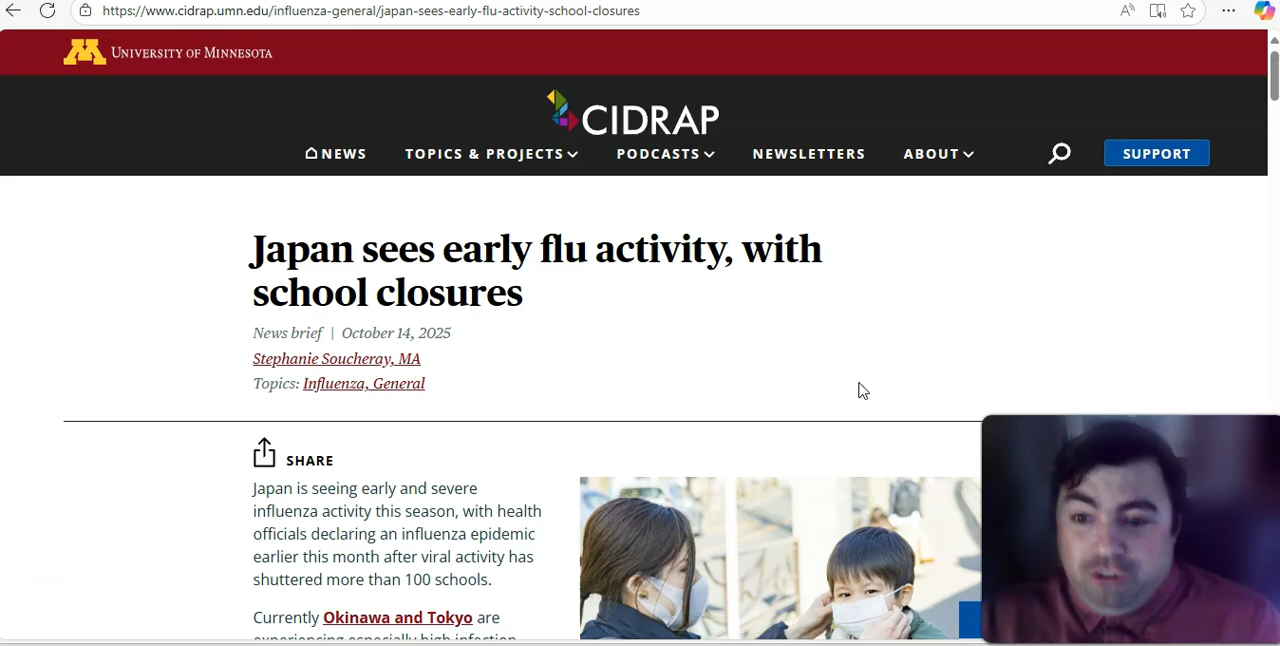 https://www.cidrap.umn.edu/influenza-general/japan-sees-early-flu-activity-school-closures
UNIVERSITY OF MINNESOTA
CIDRAP
NEWS
TOPICS & PROJECTS
PODCASTS
NEWSLETTERS
ABOUT
SUPPORT
Japan sees early flu activity, with
school closures
News brief | October 14, 2025
Stephanie Soucheray, MA
Topics: Influenza, General
SHARE
Japan is seeing early and severe
influenza activity this season, with health
officials declaring an influenza epidemic
earlier this month after viral activity has
shuttered more than 100 schools.
Currently Okinawa and Tokyo are
experiencing especially high infection